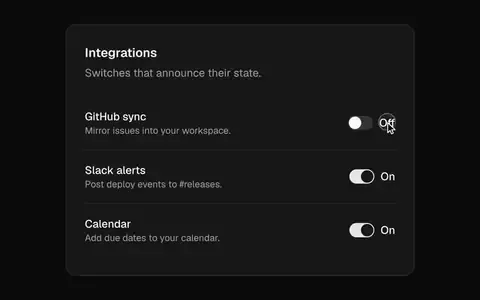 Integrations
Switches that announce their state.
GitHub sync
Off
Mirror issues into your workspace.
Slack alerts
On
Post deploy events to #releases.
Calendar
On
Add due dates to your calendar.